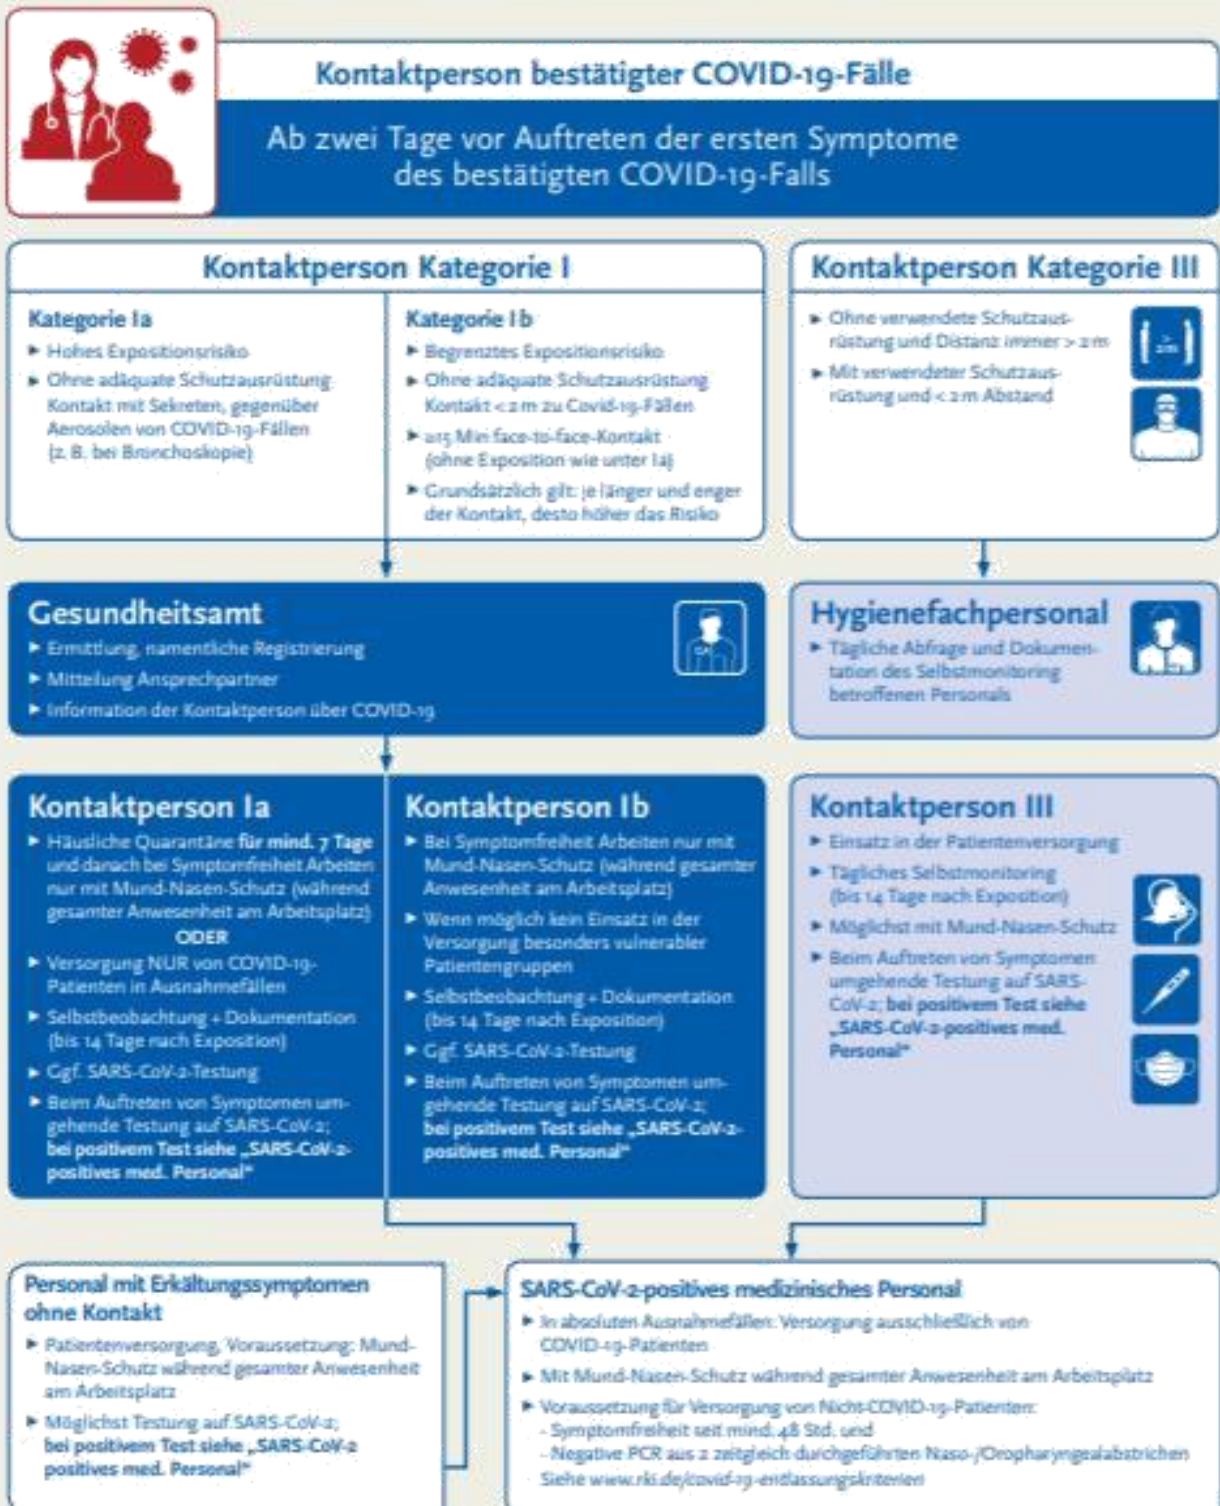 Kontaktperson bestätigter COVID-19-Fälle
Ab zwei Tage vor Auftreten der ersten Symptome
des bestätigten COVID-19-Falls
Kontaktperson Kategorie I
Kategorie Ia
► Hohes Expositionsrisiko
► Ohne adäquate Schutzausrüstung
Kontakt mit Sekreten, gegenüber
Aerosolen von COVID-19-Fällen
(z. B. bei Bronchoskopie)
Kategorie Ib
► Begrenztes Expositionsrisiko
► Ohne adäquate Schutzausrüstung
Kontakt < 2 m zu Covid-19-Fällen
► ≥15 Min face-to-face-Kontakt
(ohne Exposition wie unter Ia)
► Grundsätzlich gilt: je länger und enger
der Kontakt, desto höher das Risiko
Kontaktperson Kategorie III
► Ohne verwendete Schutzaus-
rüstung und Distanz immer > 2 m
► Mit verwendeter Schutzaus-
rüstung und < 2 m Abstand
>
2m
Gesundheitsamt
► Ermittlung, namentliche Registrierung
► Mitteilung Ansprechpartner
► Information der Kontaktperson über COVID-19
Hygienefachpersonal
► Tägliche Abfrage und Dokumen-
tation des Selbstmonitoring
betroffenen Personals
Kontaktperson Ia
► Häusliche Quarantäne für mind. 7 Tage
und danach bei Symptomfreiheit Arbeiten
nur mit Mund-Nasen-Schutz (während
gesamter Anwesenheit am Arbeitsplatz)
ODER
► Versorgung NUR von COVID-19-
Patienten in Ausnahmefällen
► Selbstbeobachtung + Dokumentation
(bis 14 Tage nach Exposition)
► Ggf. SARS-CoV-2-Testung
► Beim Auftreten von Symptomen um-
gehende Testung auf SARS-CoV-2;
bei positivem Test siehe „SARS-CoV-2-
positives med. Personal“
Kontaktperson Ib
► Bei Symptomfreiheit Arbeiten nur mit
Mund-Nasen-Schutz (während gesamter
Anwesenheit am Arbeitsplatz)
► Wenn möglich kein Einsatz in der
Versorgung besonders vulnerabler
Patientengruppen
► Selbstbeobachtung + Dokumentation
(bis 14 Tage nach Exposition)
► Ggf. SARS-CoV-2-Testung
► Beim Auftreten von Symptomen um-
gehende Testung auf SARS-CoV-2;
bei positivem Test siehe „SARS-CoV-2-
positives med. Personal“
Kontaktperson III
► Einsatz in der Patientenversorgung
► Tägliches Selbstmonitoring
(bis 14 Tage nach Exposition)
► Möglichst mit Mund-Nasen-Schutz
► Beim Auftreten von Symptomen
umgehende Testung auf SARS-
CoV-2; bei positivem Test siehe
„SARS-CoV-2-positives med.
Personal“
Personal mit Erkältungssymptomen
ohne Kontakt
► Patientenversorgung, Voraussetzung: Mund-
Nasen-Schutz während gesamter Anwesenheit
am Arbeitsplatz
► Möglichst Testung auf SARS-CoV-2;
bei positivem Test siehe „SARS-CoV-2
positives med. Personal“
SARS-CoV-2-positives medizinisches Personal
► In absoluten Ausnahmefällen: Versorgung ausschließlich von
COVID-19-Patienten
► Mit Mund-Nasen-Schutz während gesamter Anwesenheit am Arbeitsplatz
► Voraussetzung für Versorgung von Nicht-COVID-19-Patienten:
- Symptomfreiheit seit mind. 48 Std. und
- Negative PCR aus 2 zeitgleich durchgeführten Naso-/Oropharyngealabstrichen
Siehe www.rki.de/covid-19-entlassungskriterien